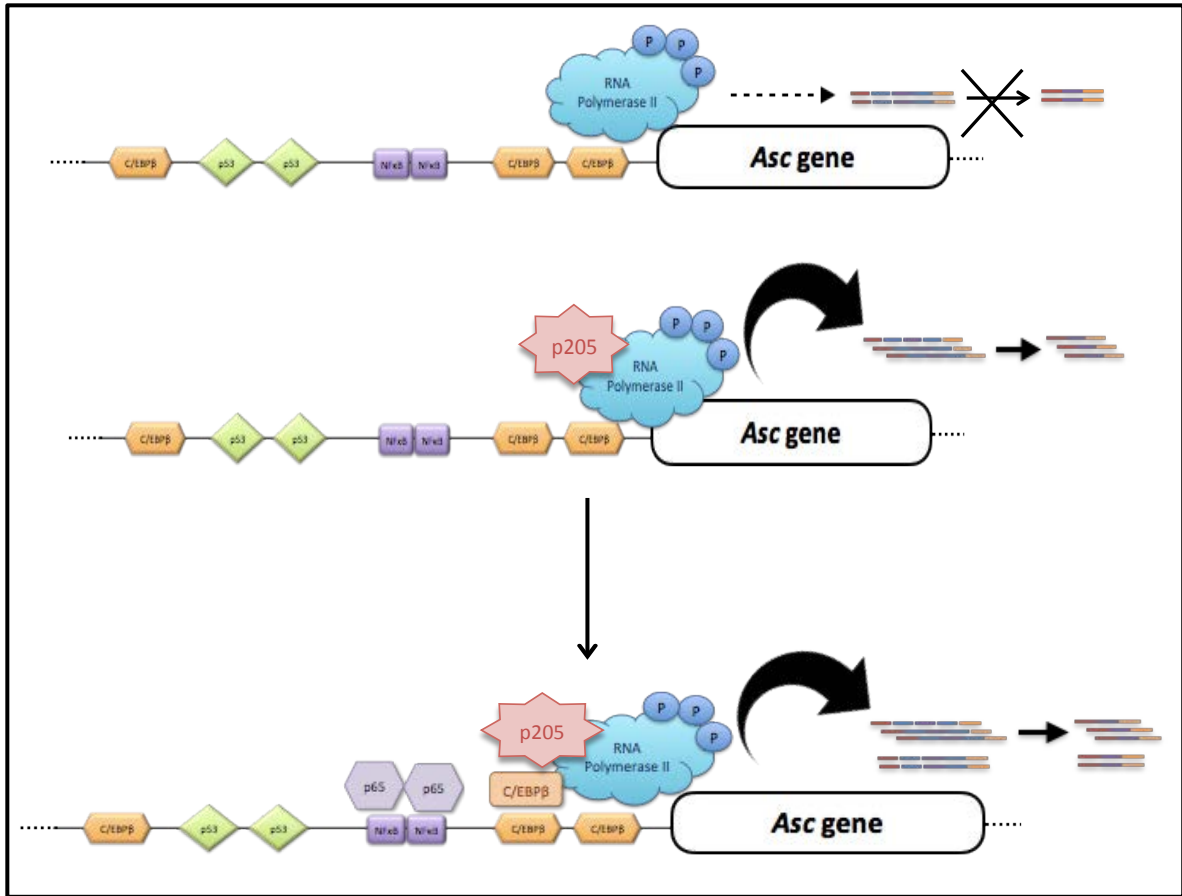 P
P
P
RNA
Polymerase II
C/EBPβ
p53
p53
NFκB
NFκB
C/EBPβ
C/EBPβ
Asc gene
p205
P
P
P
RNA
Polymerase II
C/EBPβ
p53
p53
NFκB
NFκB
C/EBPβ
C/EBPβ
Asc gene
p205
P
P
P
RNA
Polymerase II
p65
p65
C/EBPβ
C/EBPβ
p53
p53
NFκB
NFκB
C/EBPβ
C/EBPβ
Asc gene